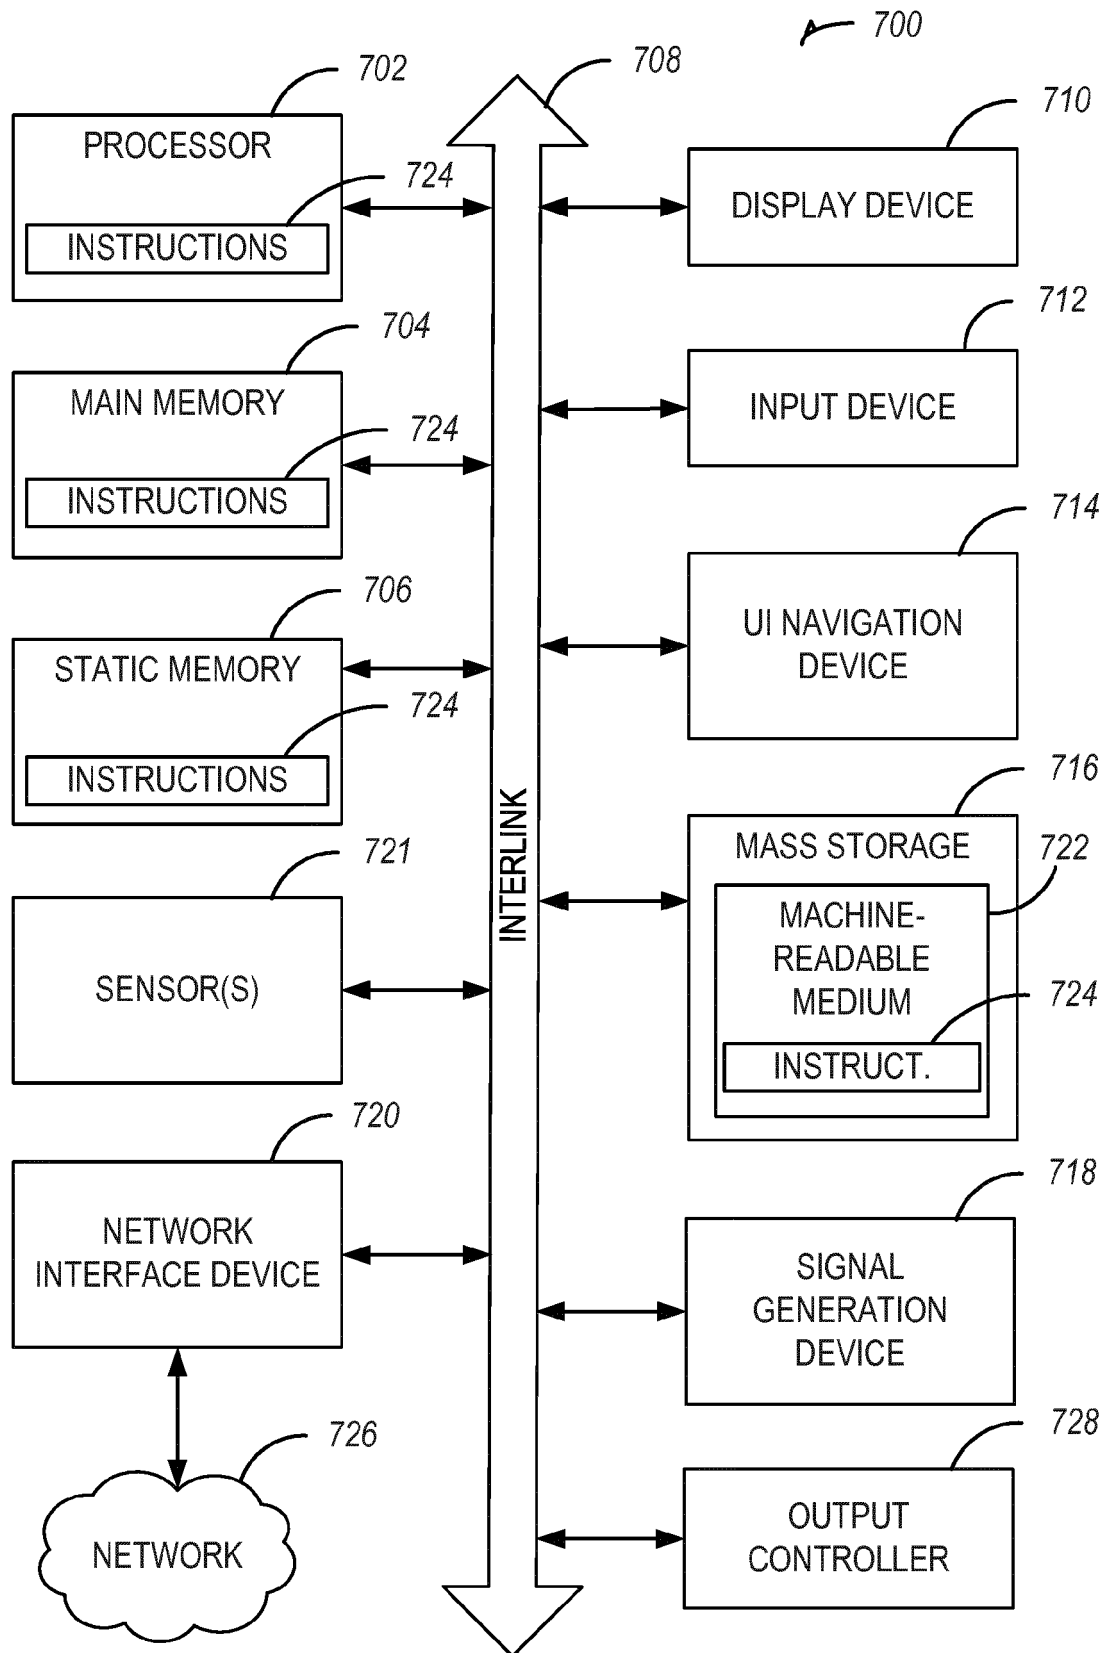 700
702
PROCESSOR
724
INSTRUCTIONS
704
MAIN MEMORY
724
INSTRUCTIONS
706
STATIC MEMORY
724
INSTRUCTIONS
721
SENSOR(S)
720
NETWORK
INTERFACE DEVICE
726
NETWORK
708
INTERLINK
710
DISPLAY DEVICE
712
INPUT DEVICE
714
UI NAVIGATION
DEVICE
716
MASS STORAGE
722
MACHINE-
READABLE
MEDIUM
724
INSTRUCT.
718
SIGNAL
GENERATION
DEVICE
728
OUTPUT
CONTROLLER